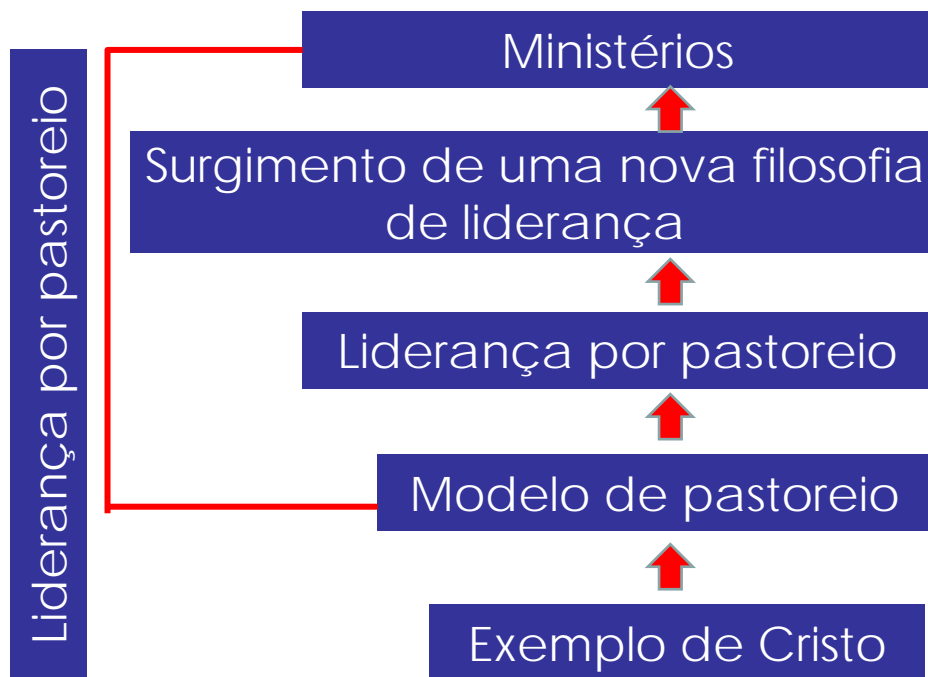 Liderança por pastoreio
Ministérios
Surgimento de uma nova filosofia
de liderança
Liderança por pastoreio
Modelo de pastoreio
Exemplo de Cristo